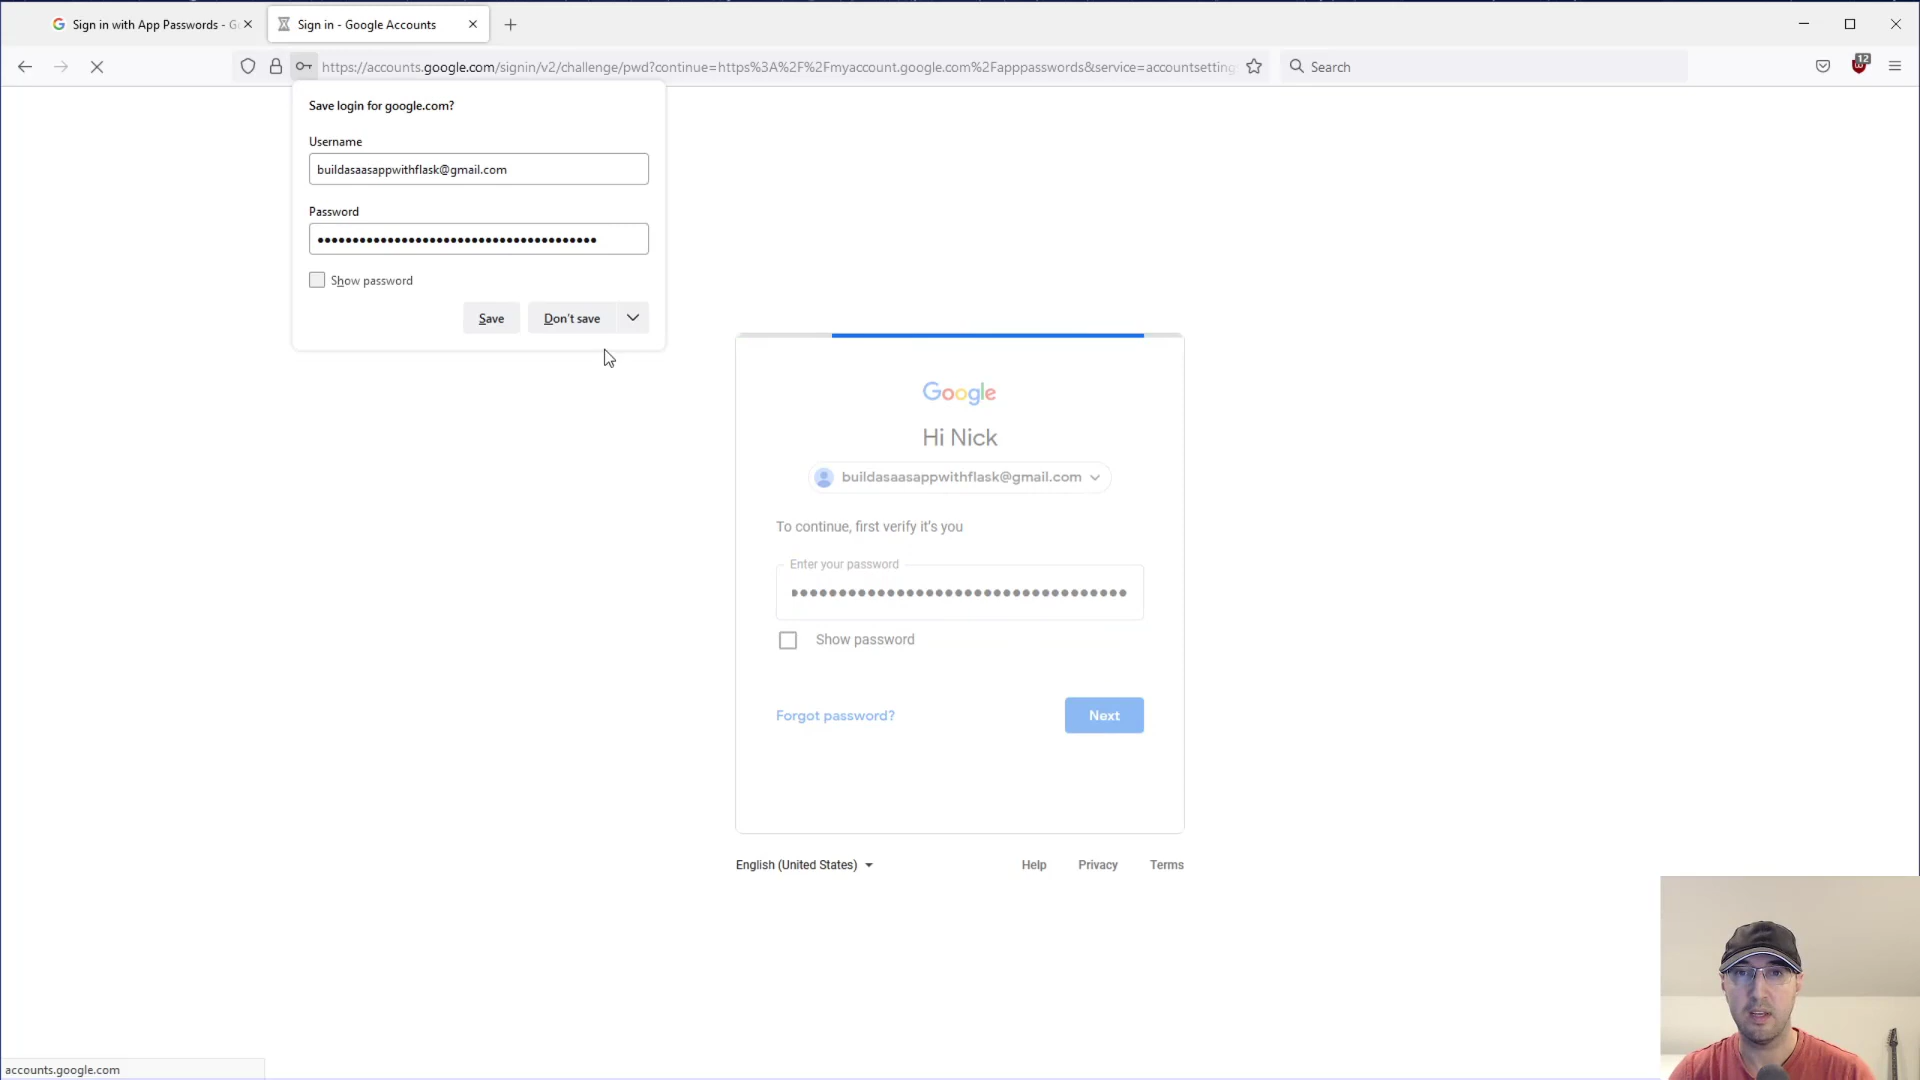 Sign in with App Passwords - G
Sign in - Google Accounts
https://accounts.google.com/signin/v2/challenge/pwd?continue=https%3A%2F%2Fmyaccount.google.com%2Fapppasswords&service=accountsetting
Search
12
Save login for google.com?
Username
buildasaasappwithflask@gmail.com
Password
Show password
Save
Don't save
Google
Hi Nick
buildasaasappwithflask@gmail.com
To continue, first verify it's you
Enter your password
Show password
Forgot password?
Next
English (United States)
Help
Privacy
Terms
accounts.google.com